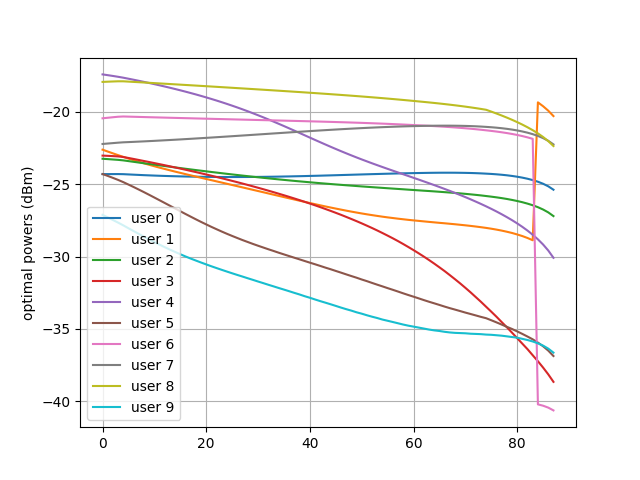 optimal powers (dBm)
−20
−25
−30
−35
−40
0
20
40
60
80
user 0
user 1
user 2
user 3
user 4
user 5
user 6
user 7
user 8
user 9